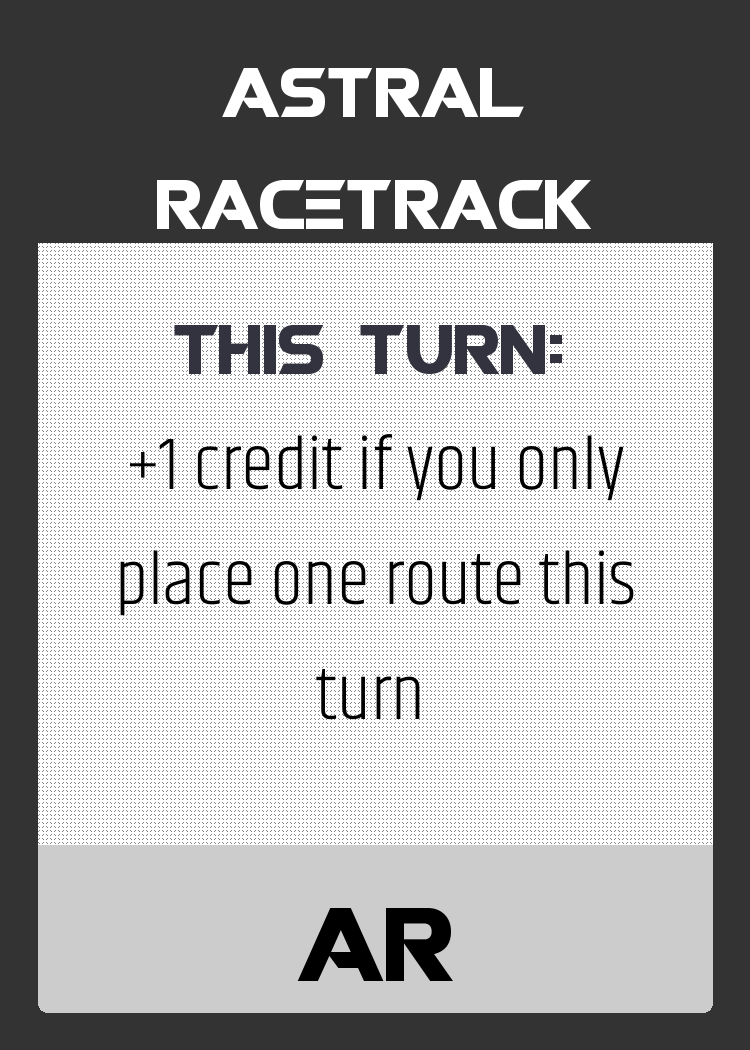 ASTRAL
RACETRACK
THIS TURN:
+1 credit if you only
place one route this
turn
AR